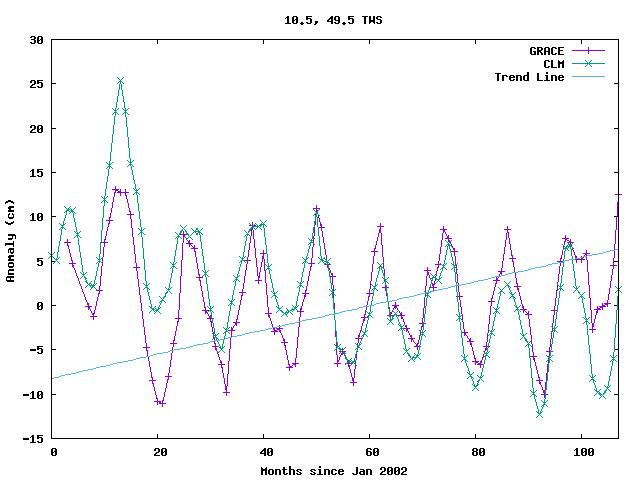 10.5, 49.5 TWS
30
25
20
15
10
5
0
-5
-10
-15
Anomaly (cm)
GRACE
CLM
Trend Line
0 20 40 60 80 100
Months since Jan 2002